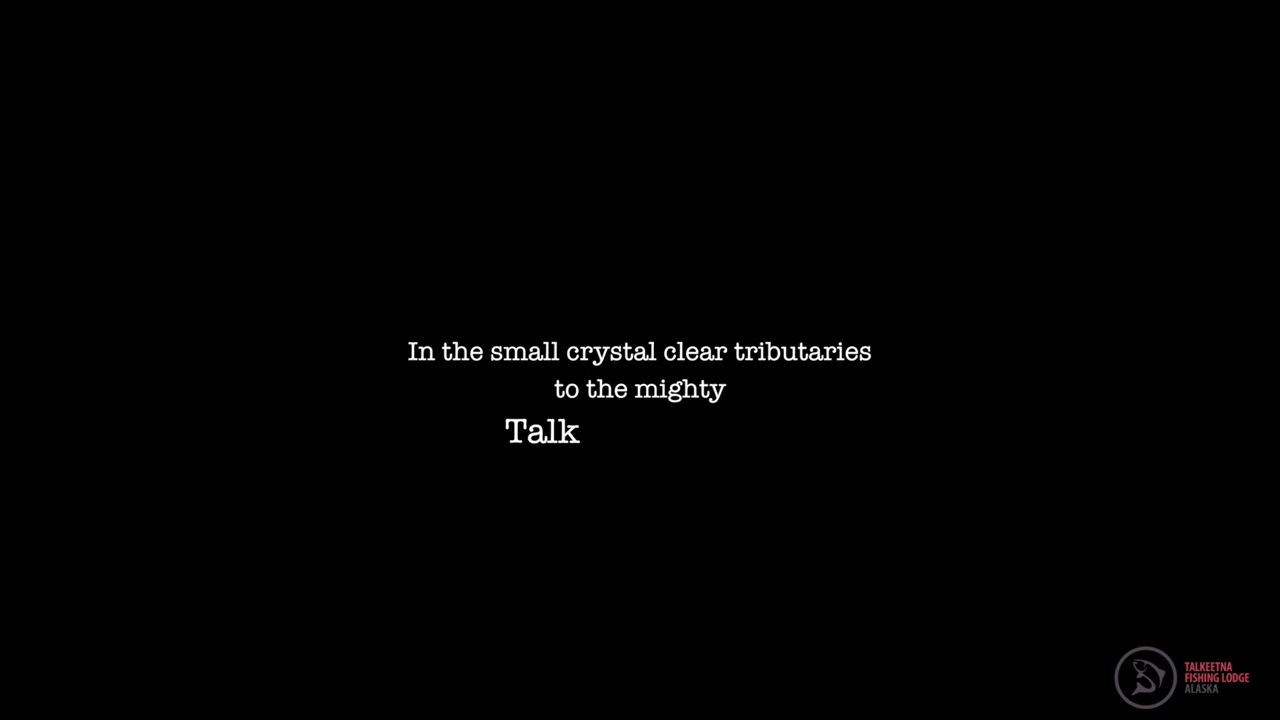 In the small crystal clear tributaries
to the mighty
Talk
TALKEETNA
FISHING LODGE
ALASKA